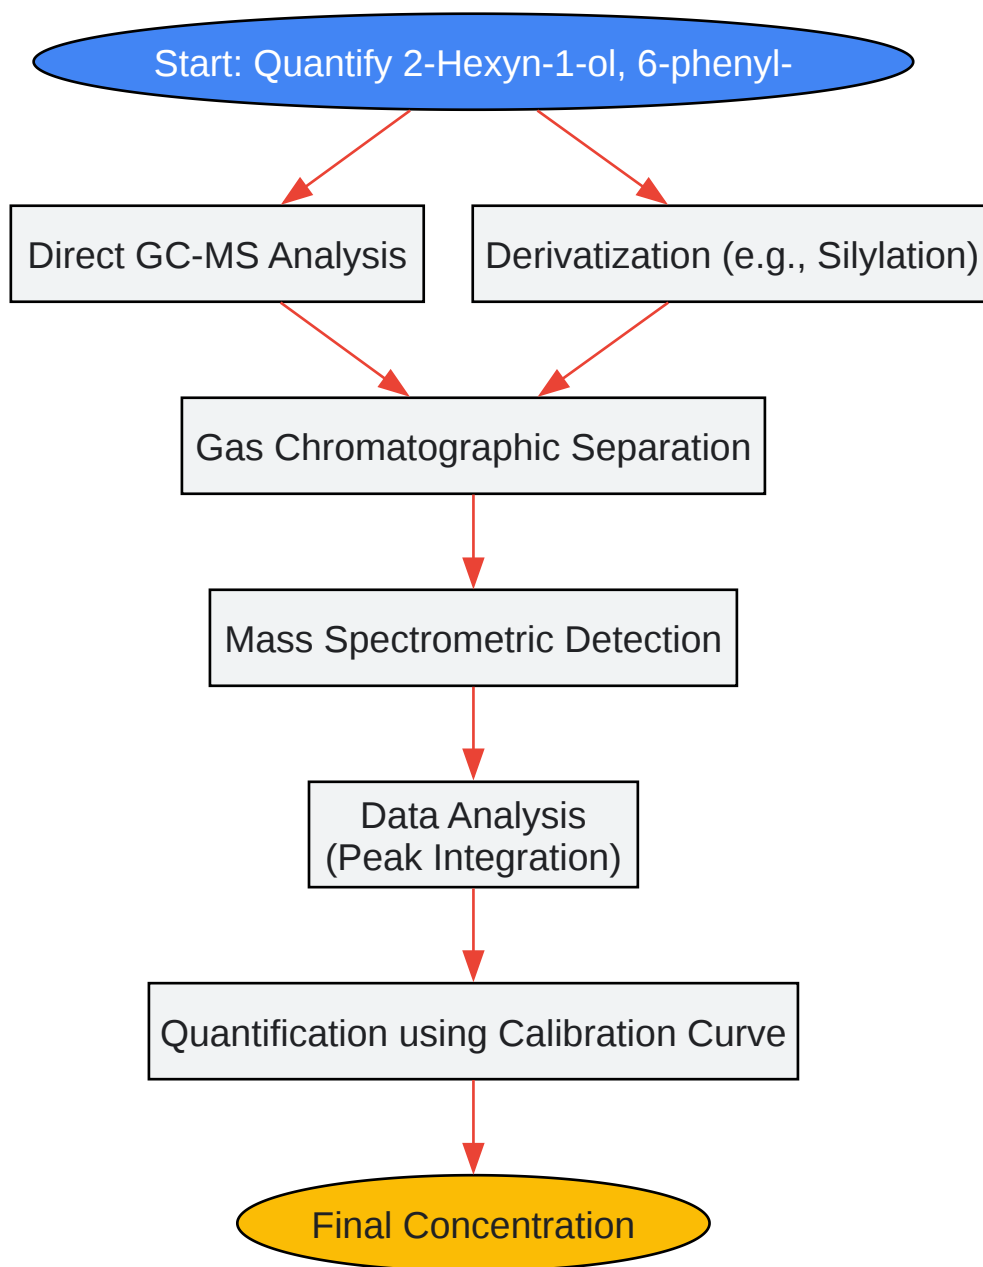 Start: Quantify 2-Hexyn-1-ol, 6-phenyl-
Direct GC-MS Analysis
Derivatization (e.g., Silylation)
Gas Chromatographic Separation
Mass Spectrometric Detection
Data Analysis
(Peak Integration)
Quantification using Calibration Curve
Final Concentration